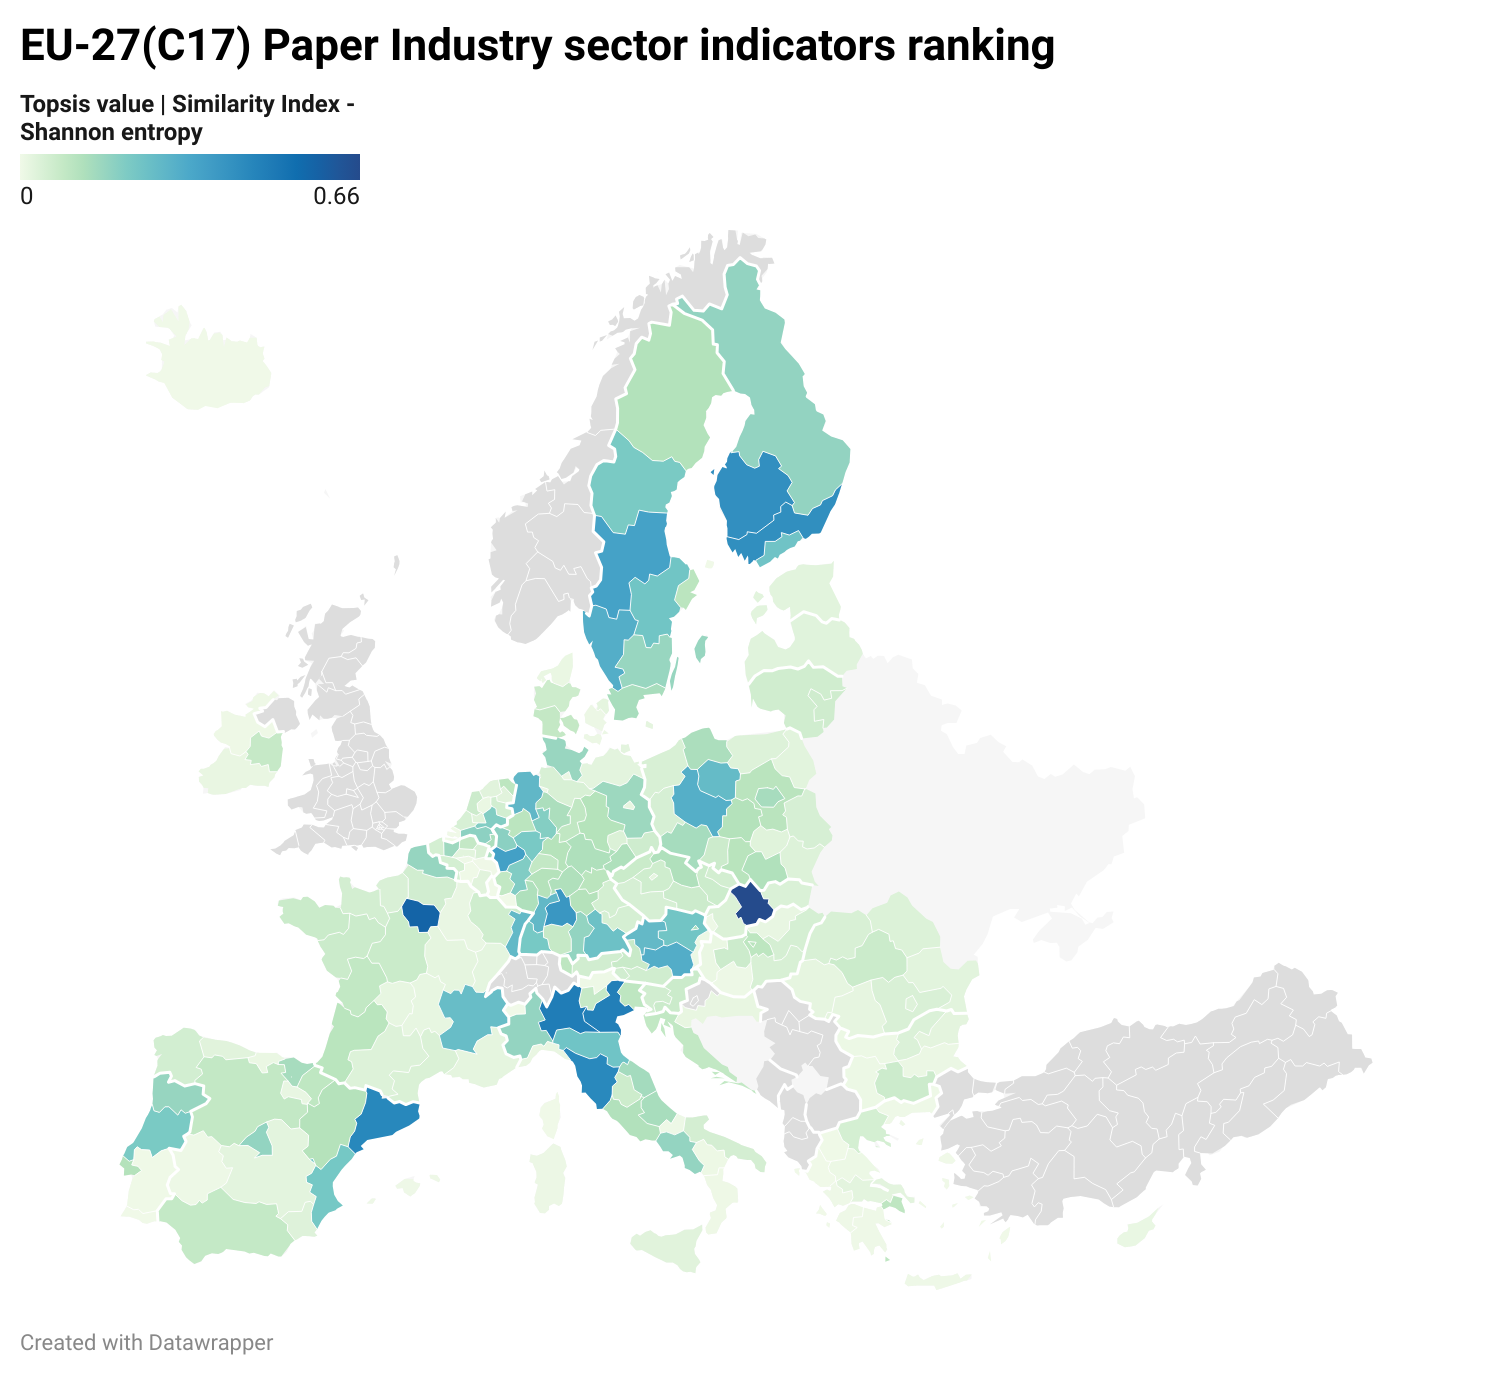 EU-27(C17) Paper Industry sector indicators ranking
Topsis value | Similarity Index -
Shannon entropy
0 0.66
Created with Datawrapper